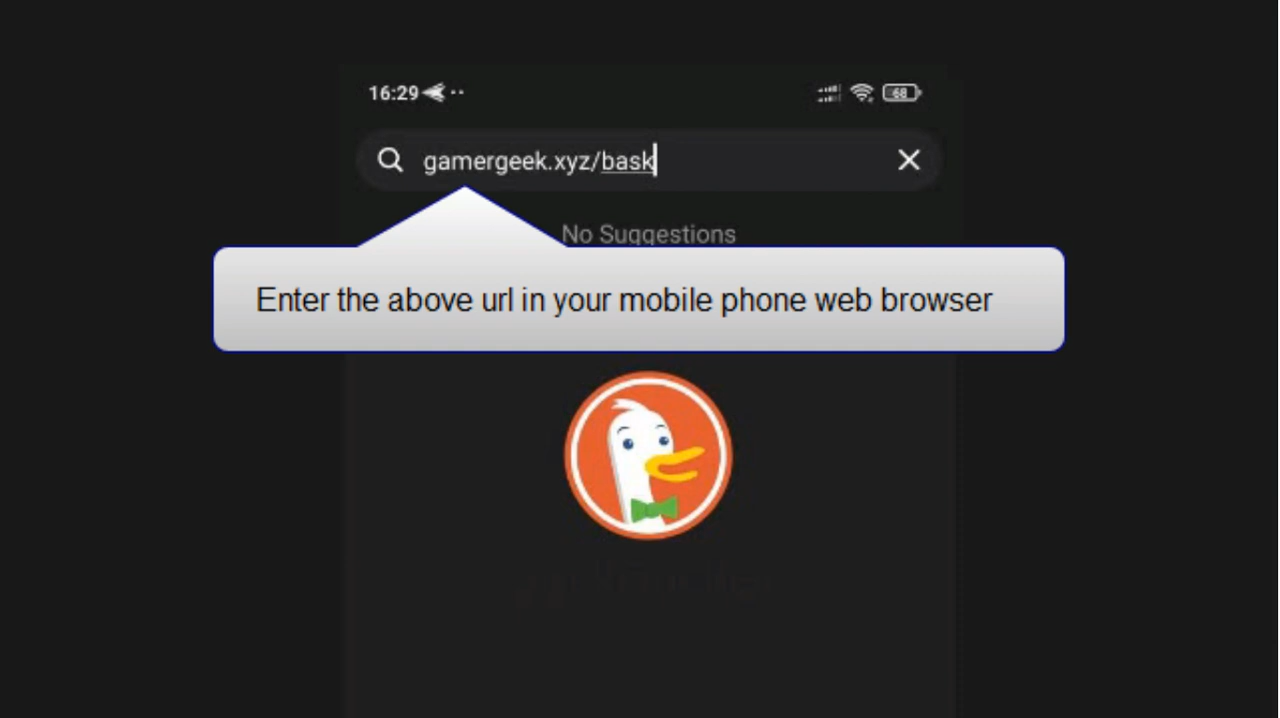 16:29
68
gamergeek.xyz/bask
No Suggestions
Enter the above url in your mobile phone web browser